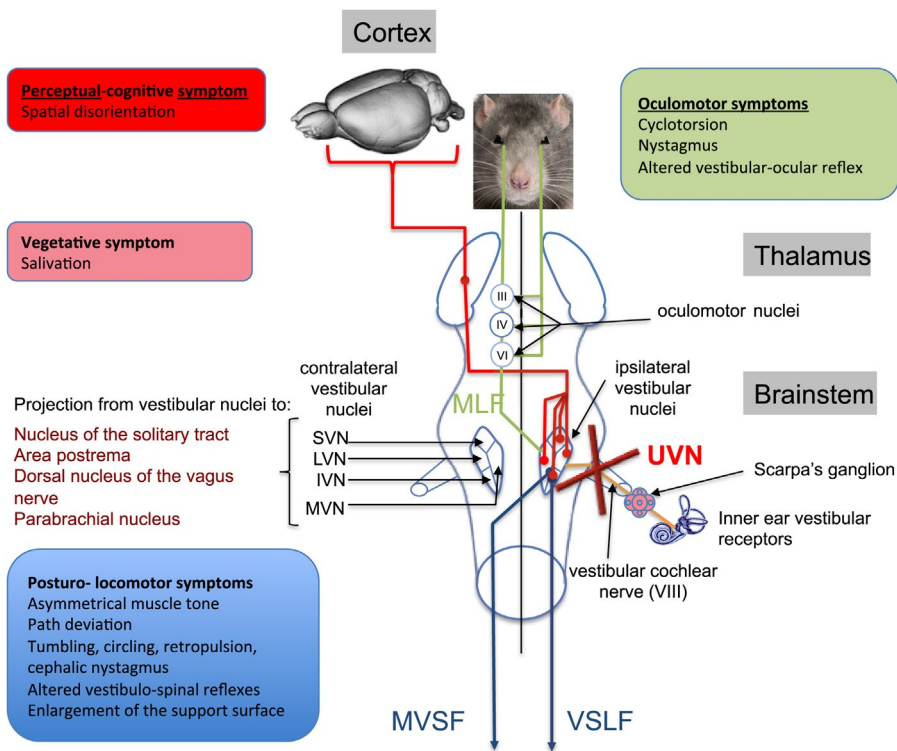 Cortex
Perceptual-cognitive symptom
Spatial disorientation
Oculomotor symptoms
Cyclotorsion
Nystagmus
Altered vestibular-ocular reflex
Vegetative symptom
Salivation
Thalamus
III
IV
VI
oculomotor nuclei
contralateral
vestibular
nuclei
ipsilateral
vestibular
nuclei
Brainstem
MLF
Projection from vestibular nuclei to:
Nucleus of the solitary tract
Area postrema
Dorsal nucleus of the vagus
nerve
Parabrachial nucleus
SVN
LVN
IVN
MVN
UVN
Scarpa's ganglion
Inner ear vestibular
receptors
vestibular cochlear
nerve (VIII)
Posturo- locomotor symptoms
Asymmetrical muscle tone
Path deviation
Tumbling, circling, retropulsion,
cephalic nystagmus
Altered vestibulo-spinal reflexes
Enlargement of the support surface
MVSF
VSLF